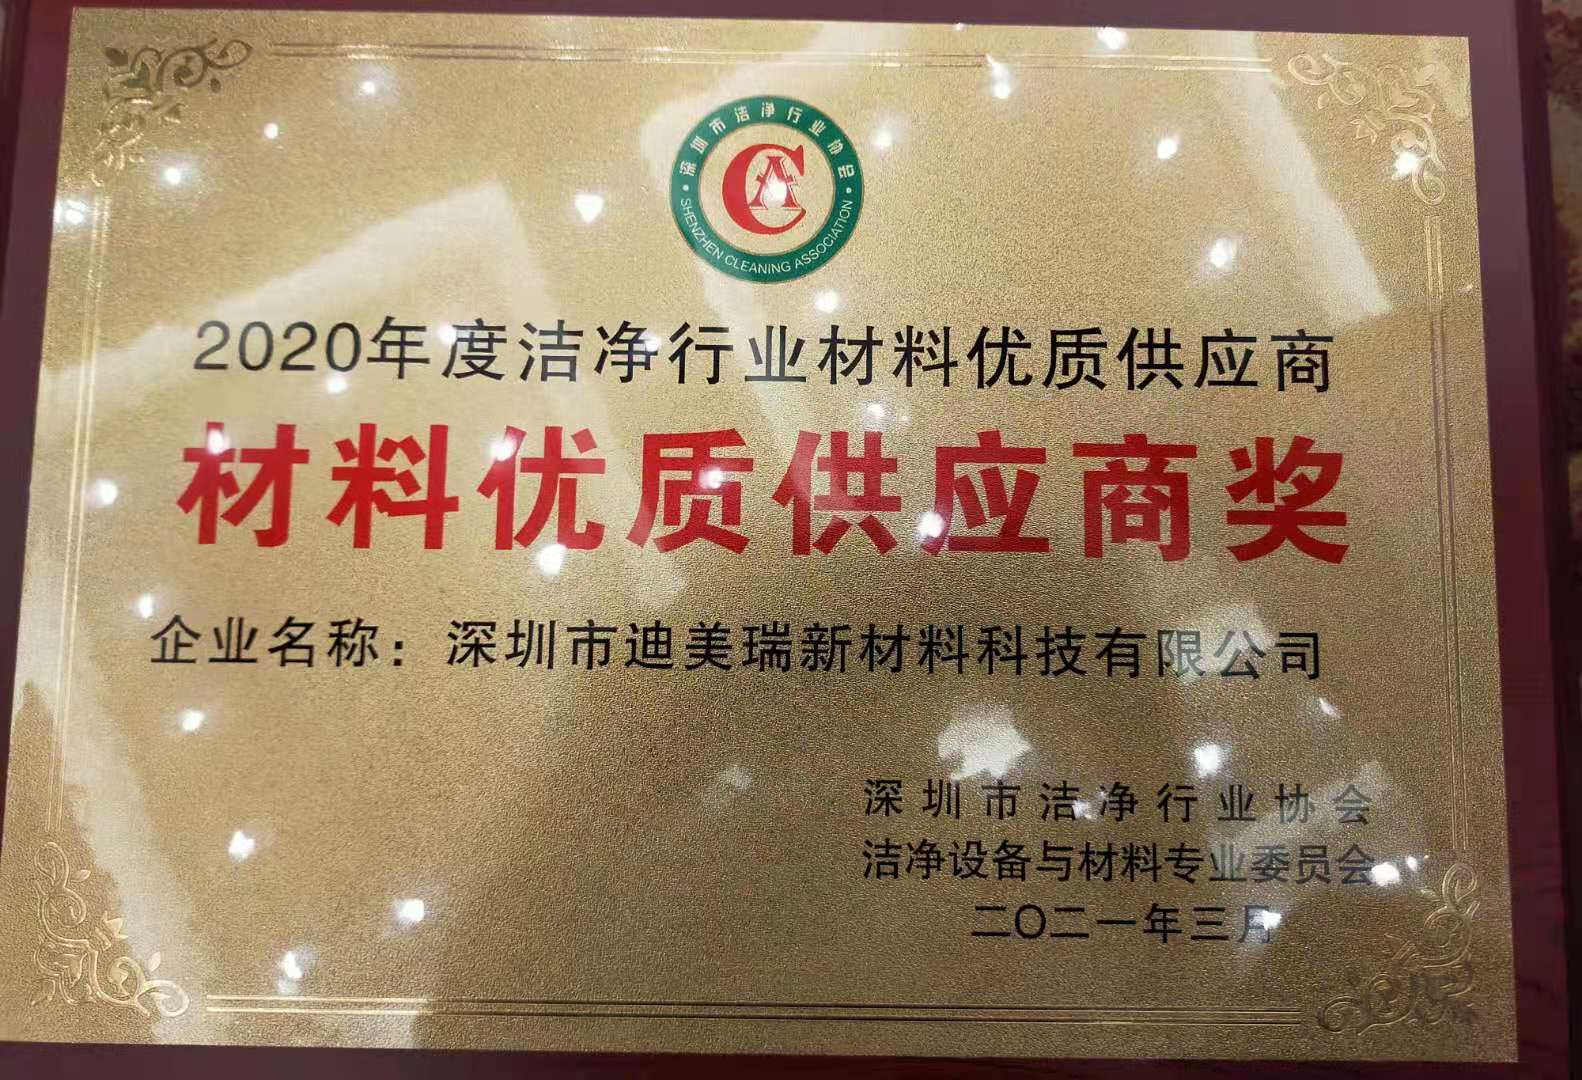 深圳市洁净行业协会
CA
SHENZHEN CLEANING ASSOCIATION
2020年度洁净行业材料优质供应商
材料优质供应商奖
企业名称：深圳市迪美瑞新材料科技有限公司
深圳市洁净行业协会
洁净设备与材料专业委员会
二〇二一年三月